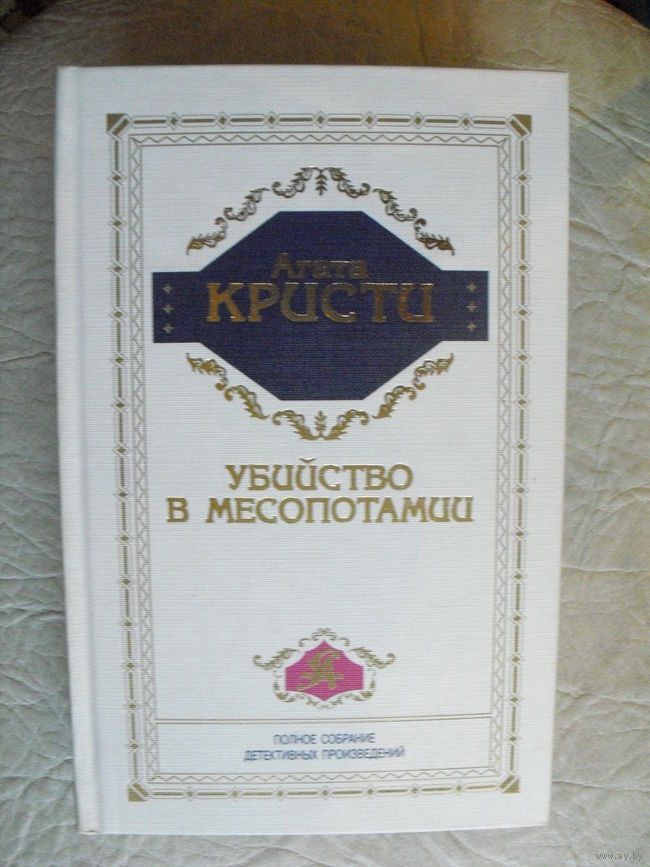 Агата
КРИСТИ
УБИЙСТВО
В МЕСОПОТАМИИ
ПОЛНОЕ СОБРАНИЕ
ДЕТЕКТИВНЫХ ПРОИЗВЕДЕНИЙ
www.ay.by